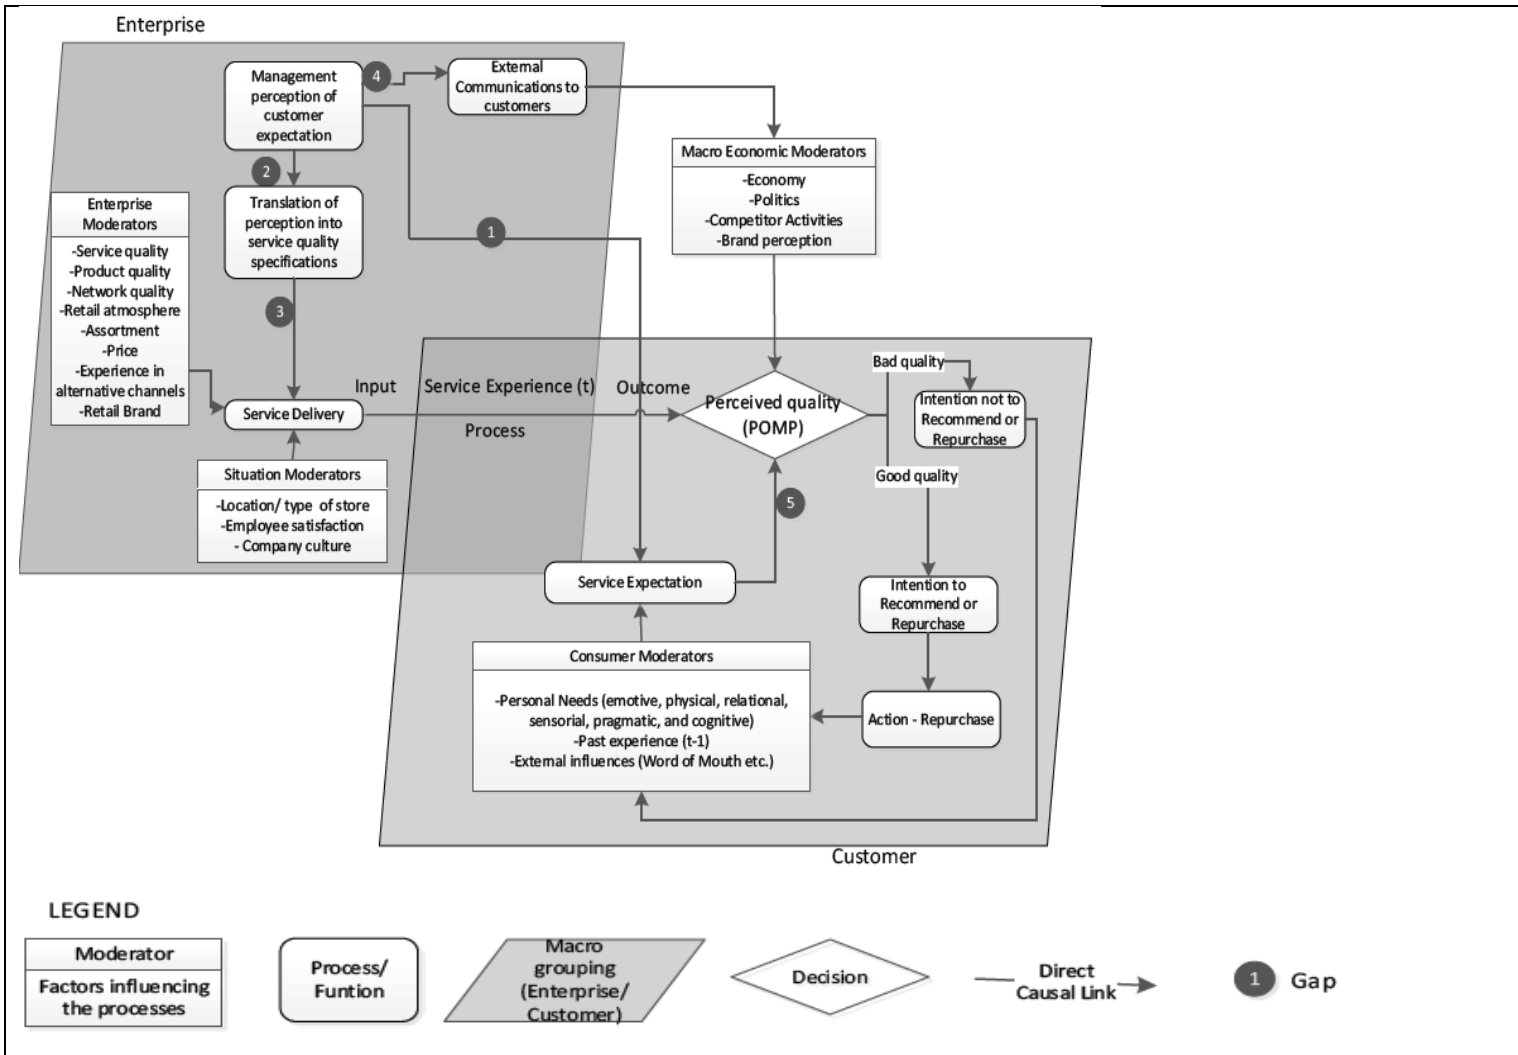 Enterprise
Management
perception of
customer
expectation
4
External
Communications to
customers
2
Translation of
perception into
service quality
specifications
1
3
Macro Economic Moderators
-Economy
-Politics
-Competitor Activities
-Brand perception
Enterprise
Moderators
-Service quality
-Product quality
-Network quality
-Retail atmosphere
-Assortment
-Price
-Experience in
alternative channels
-Retail Brand
Service Delivery
Input
Service Experience (t)
Outcome
Process
Perceived quality
(POMP)
Bad quality
Intention not to
Recommend or
Repurchase
Good quality
Situation Moderators
-Location/ type of store
-Employee satisfaction
- Company culture
5
Service Expectation
Intention to
Recommend or
Repurchase
Consumer Moderators
-Personal Needs (emotive, physical, relational,
sensorial, pragmatic, and cognitive)
-Past experience (t-1)
-External influences (Word of Mouth etc.)
Action - Repurchase
Customer
LEGEND
Moderator
Factors influencing
the processes
Process/
Funtion
Macro
grouping
(Enterprise/
Customer)
Decision
Direct
Causal Link
1
Gap